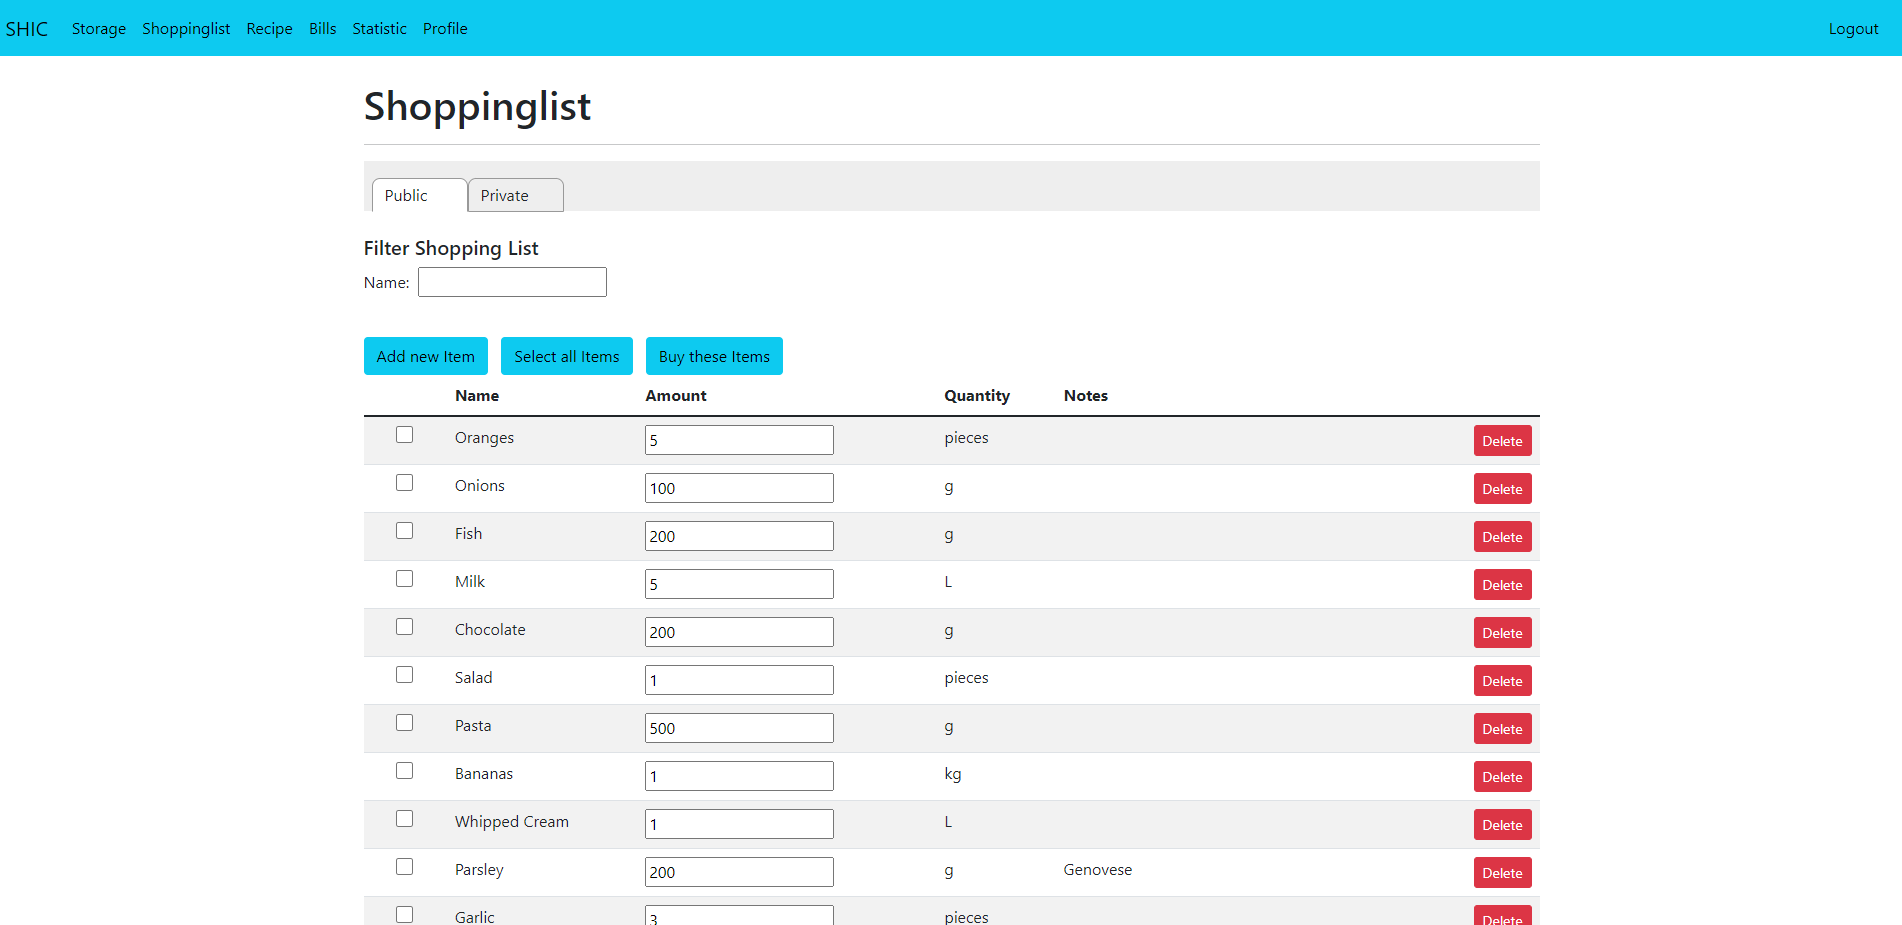 SHIC Storage Shoppinglist Recipe Bills Statistic Profile Logout
Shoppinglist
Public Private
Filter Shopping List
Name:
Add new Item Select all Items Buy these Items
Name Amount Quantity Notes
Oranges 5 pieces Delete
Onions 100 g Delete
Fish 200 g Delete
Milk 5 L Delete
Chocolate 200 g Delete
Salad 1 pieces Delete
Pasta 500 g Delete
Bananas 1 kg Delete
Whipped Cream 1 L Delete
Parsley 200 g Genovese Delete
Garlic 3 pieces Delete